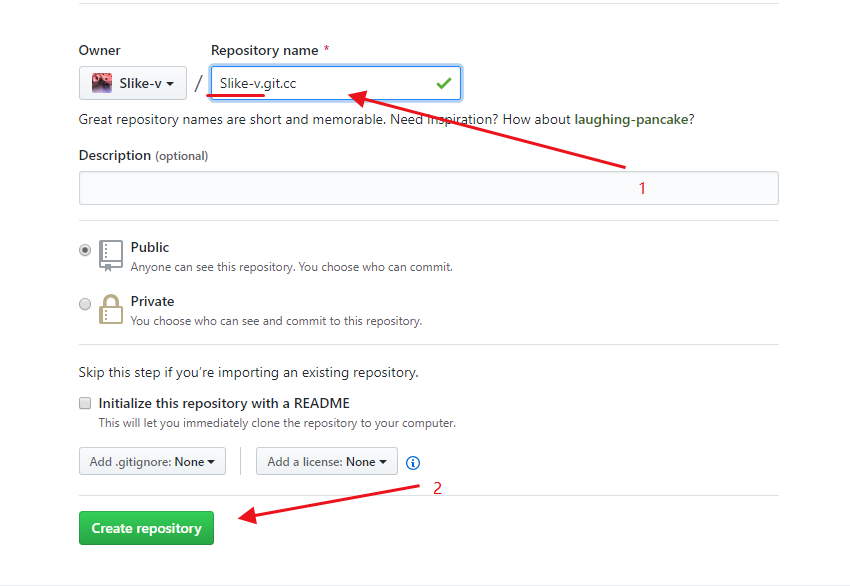 Owner
Repository name *
Slike-v / Slike-v.git.cc
Great repository names are short and memorable. Need inspiration? How about laughing-pancake?
Description (optional)
1
Public
Anyone can see this repository. You choose who can commit.
Private
You choose who can see and commit to this repository.
Skip this step if you’re importing an existing repository.
Initialize this repository with a README
This will let you immediately clone the repository to your computer.
Add .gitignore: None
Add a license: None
2
Create repository